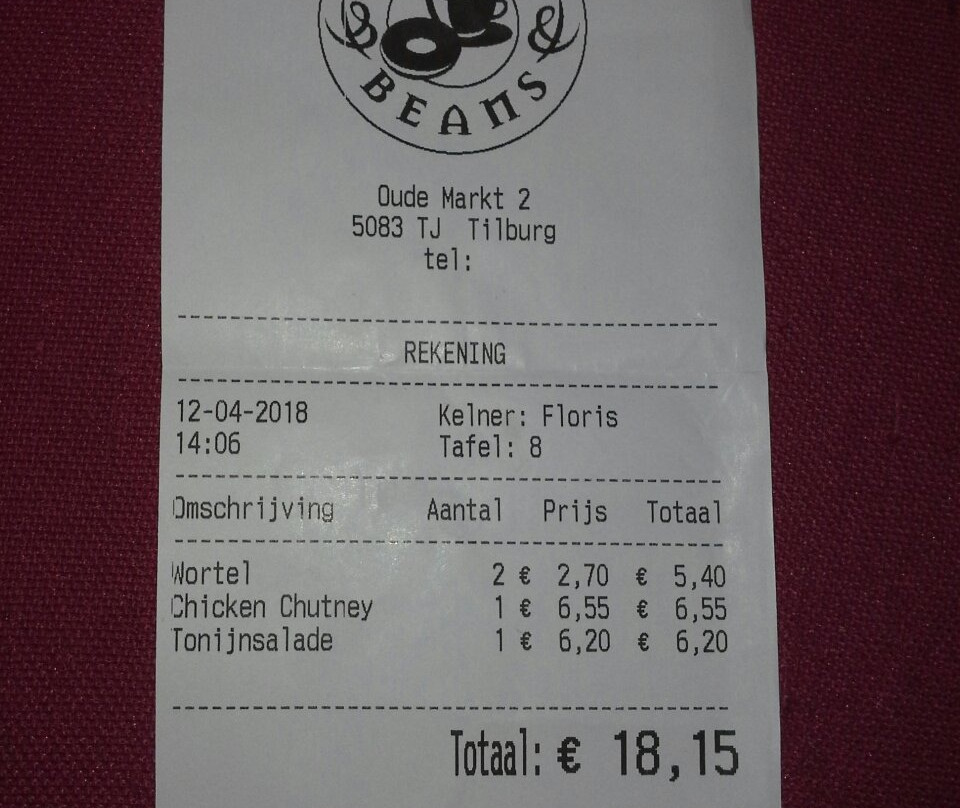 BEANS
Oude Markt 2
5083 TJ Tilburg
tel:
REKENING
12-04-2018 Kelner: Floris
14:06 Tafel: 8
Omschrijving Aantal Prijs Totaal
Wortel 2 € 2,70 € 5,40
Chicken Chutney 1 € 6,55 € 6,55
Tonijnsalade 1 € 6,20 € 6,20
Totaal: € 18,15